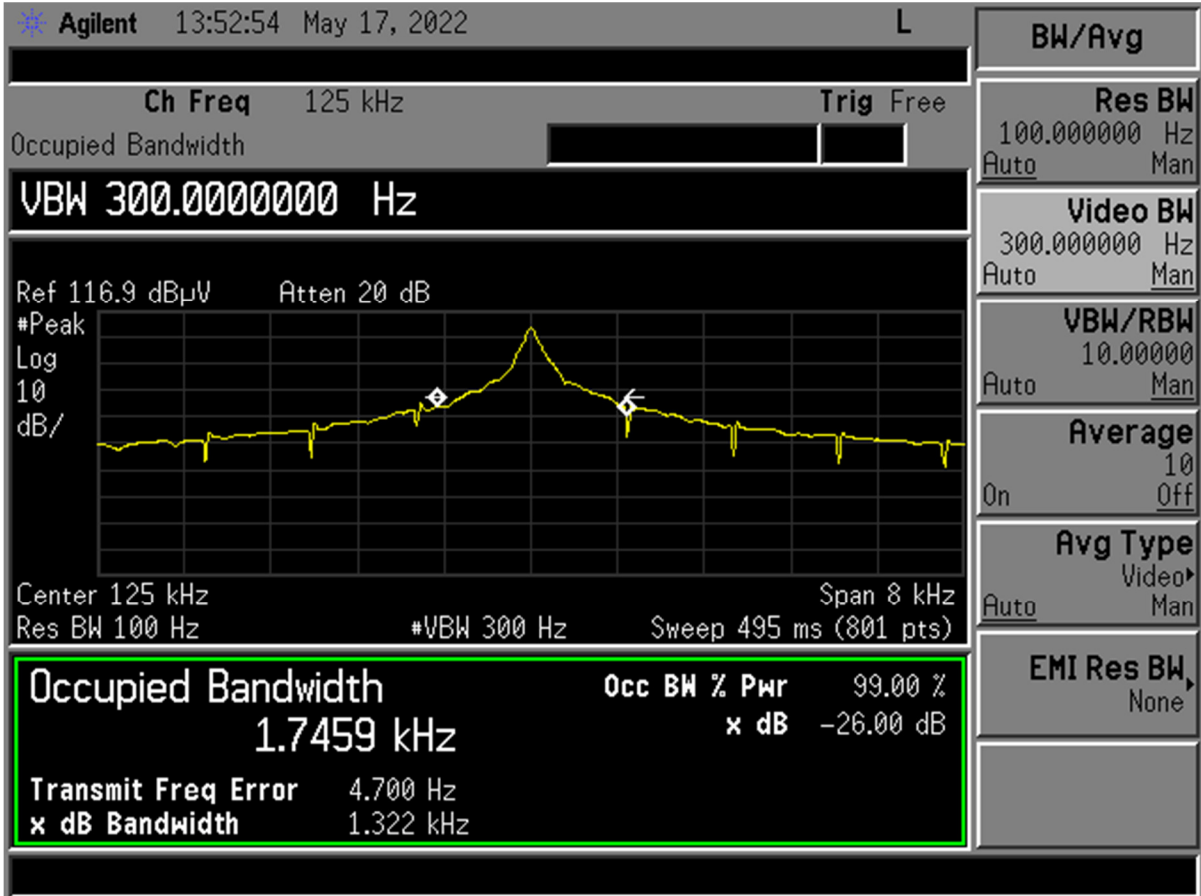 Agilent 13:52:54 May 17, 2022 L
Ch Freq 125 kHz Trig Free
Occupied Bandwidth
VBW 300.0000000 Hz
Ref 116.9 dBµV Atten 20 dB
#Peak
Log
10
dB/
Center 125 kHz Span 8 kHz
Res BW 100 Hz #VBW 300 Hz Sweep 495 ms (801 pts)
Occupied Bandwidth
1.7459 kHz
Occ BW % Pwr 99.00 %
x dB -26.00 dB
Transmit Freq Error 4.700 Hz
x dB Bandwidth 1.322 kHz
BW/Avg
Res BW
100.000000 Hz
Auto Man
Video BW
300.000000 Hz
Auto Man
VBW/RBW
10.00000
Auto Man
Average
10
On Off
Avg Type
Video
Auto Man
EMI Res BW
None